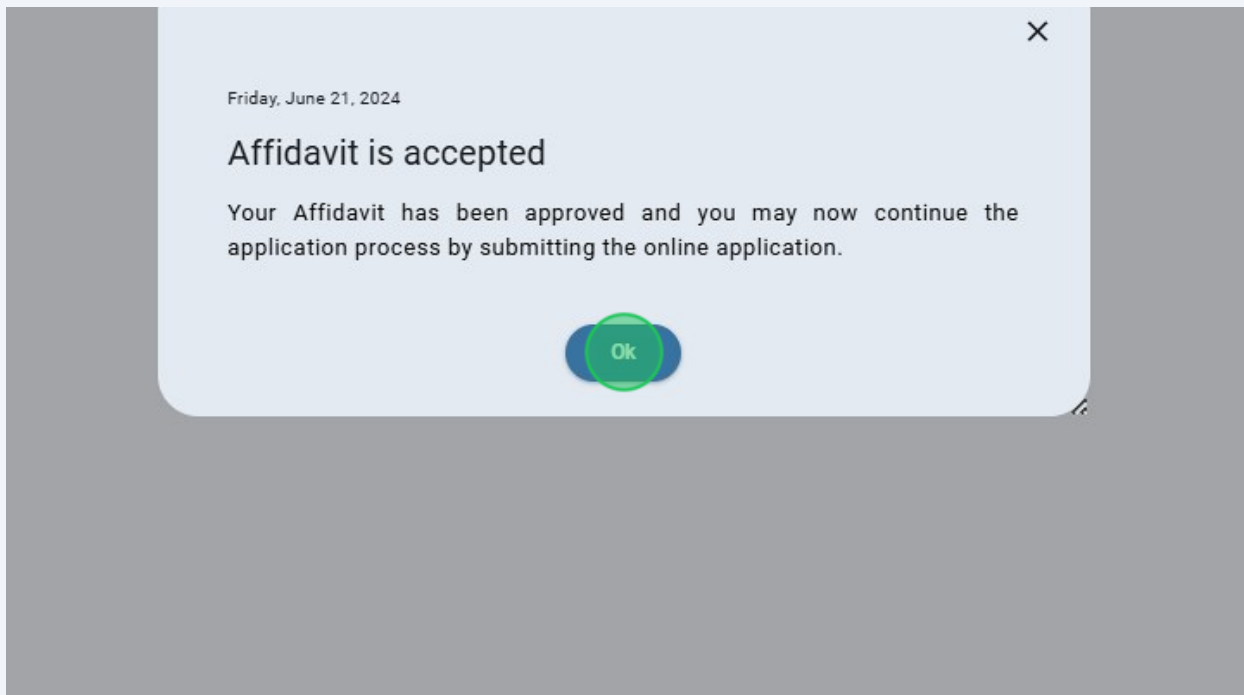 Friday, June 21, 2024
Affidavit is accepted
Your Affidavit has been approved and you may now continue the
application process by submitting the online application.
Ok